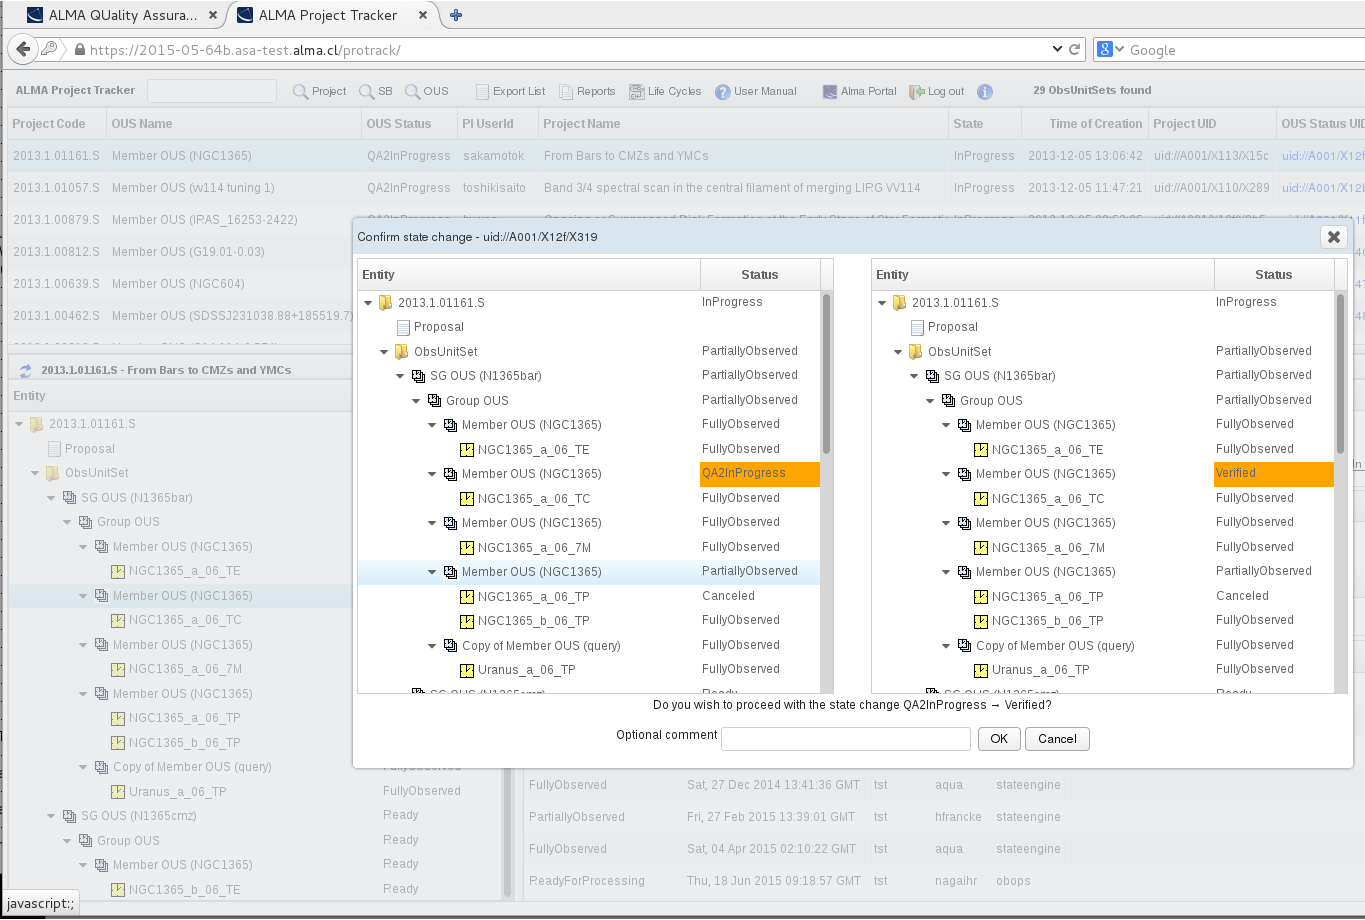 ALMA QUality Assura... ALMA Project Tracker
https://2015-05-64b.asa-test.alma.cl/protrack/ Google
ALMA Project Tracker Project SB OUS Export List Reports Life Cycles User Manual Alma Portal Log out 29 ObsUnitSets found
Project Code OUS Name OUS Status PI UserId Project Name State Time of Creation Project UID OUS Status UID
2013.1.01161.S Member OUS (NGC1365) QA2InProgress sakamotok From Bars to CMZs and YMCs InProgress 2013-12-05 13:06:42 uid://A001/X113/X15c uid://A001/X12f
2013.1.01057.S Member OUS (w114 tuning 1) QA2InProgress toshikisaito Band 3/4 spectral scan in the central filament of merging LIRG VV114 InProgress 2013-12-05 11:47:21 uid://A001/X110/X289
2013.1.00879.S Member OUS (IRAS_16253-2422)
2013.1.00812.S Member OUS (G19.01-0.03)
2013.1.00639.S Member OUS (NGC604)
2013.1.00462.S Member OUS (SDSSJ231038.88+185519.7)
2013.1.01161.S - From Bars to CMZs and YMCs
Entity
2013.1.01161.S
Proposal
ObsUnitSet
SG OUS (N1365bar)
Group OUS
Member OUS (NGC1365)
NGC1365_a_06_TE
Member OUS (NGC1365)
NGC1365_a_06_TC
Member OUS (NGC1365)
NGC1365_a_06_7M
Member OUS (NGC1365)
NGC1365_a_06_TP
NGC1365_b_06_TP
Copy of Member OUS (query) FullyObserved
Uranus_a_06_TP FullyObserved
SG OUS (N1365cmz) Ready
Group OUS Ready
Member OUS (NGC1365) Ready
NGC1365_b_06_TE Ready
Confirm state change - uid://A001/X12f/X319
Entity Status
2013.1.01161.S InProgress
Proposal
ObsUnitSet PartiallyObserved
SG OUS (N1365bar) PartiallyObserved
Group OUS PartiallyObserved
Member OUS (NGC1365) FullyObserved
NGC1365_a_06_TE FullyObserved
Member OUS (NGC1365) QA2InProgress
NGC1365_a_06_TC FullyObserved
Member OUS (NGC1365) FullyObserved
NGC1365_a_06_7M FullyObserved
Member OUS (NGC1365) PartiallyObserved
NGC1365_a_06_TP Canceled
NGC1365_b_06_TP FullyObserved
Copy of Member OUS (query) FullyObserved
Uranus_a_06_TP FullyObserved
SG OUS (N1365cmz) Ready
Entity Status
2013.1.01161.S InProgress
Proposal
ObsUnitSet PartiallyObserved
SG OUS (N1365bar) PartiallyObserved
Group OUS PartiallyObserved
Member OUS (NGC1365) FullyObserved
NGC1365_a_06_TE FullyObserved
Member OUS (NGC1365) Verified
NGC1365_a_06_TC FullyObserved
Member OUS (NGC1365) FullyObserved
NGC1365_a_06_7M FullyObserved
Member OUS (NGC1365) PartiallyObserved
NGC1365_a_06_TP Canceled
NGC1365_b_06_TP FullyObserved
Copy of Member OUS (query) FullyObserved
Uranus_a_06_TP FullyObserved
SG OUS (N1365cmz) Ready
Do you wish to proceed with the state change QA2InProgress → Verified?
Optional comment OK Cancel
FullyObserved Sat, 27 Dec 2014 13:41:36 GMT tst aqua stateengine
PartiallyObserved Fri, 27 Feb 2015 13:39:01 GMT tst hfrancke stateengine
FullyObserved Sat, 04 Apr 2015 02:10:22 GMT tst aqua stateengine
ReadyForProcessing Thu, 18 Jun 2015 09:18:57 GMT tst nagaihr obops
javascript:;